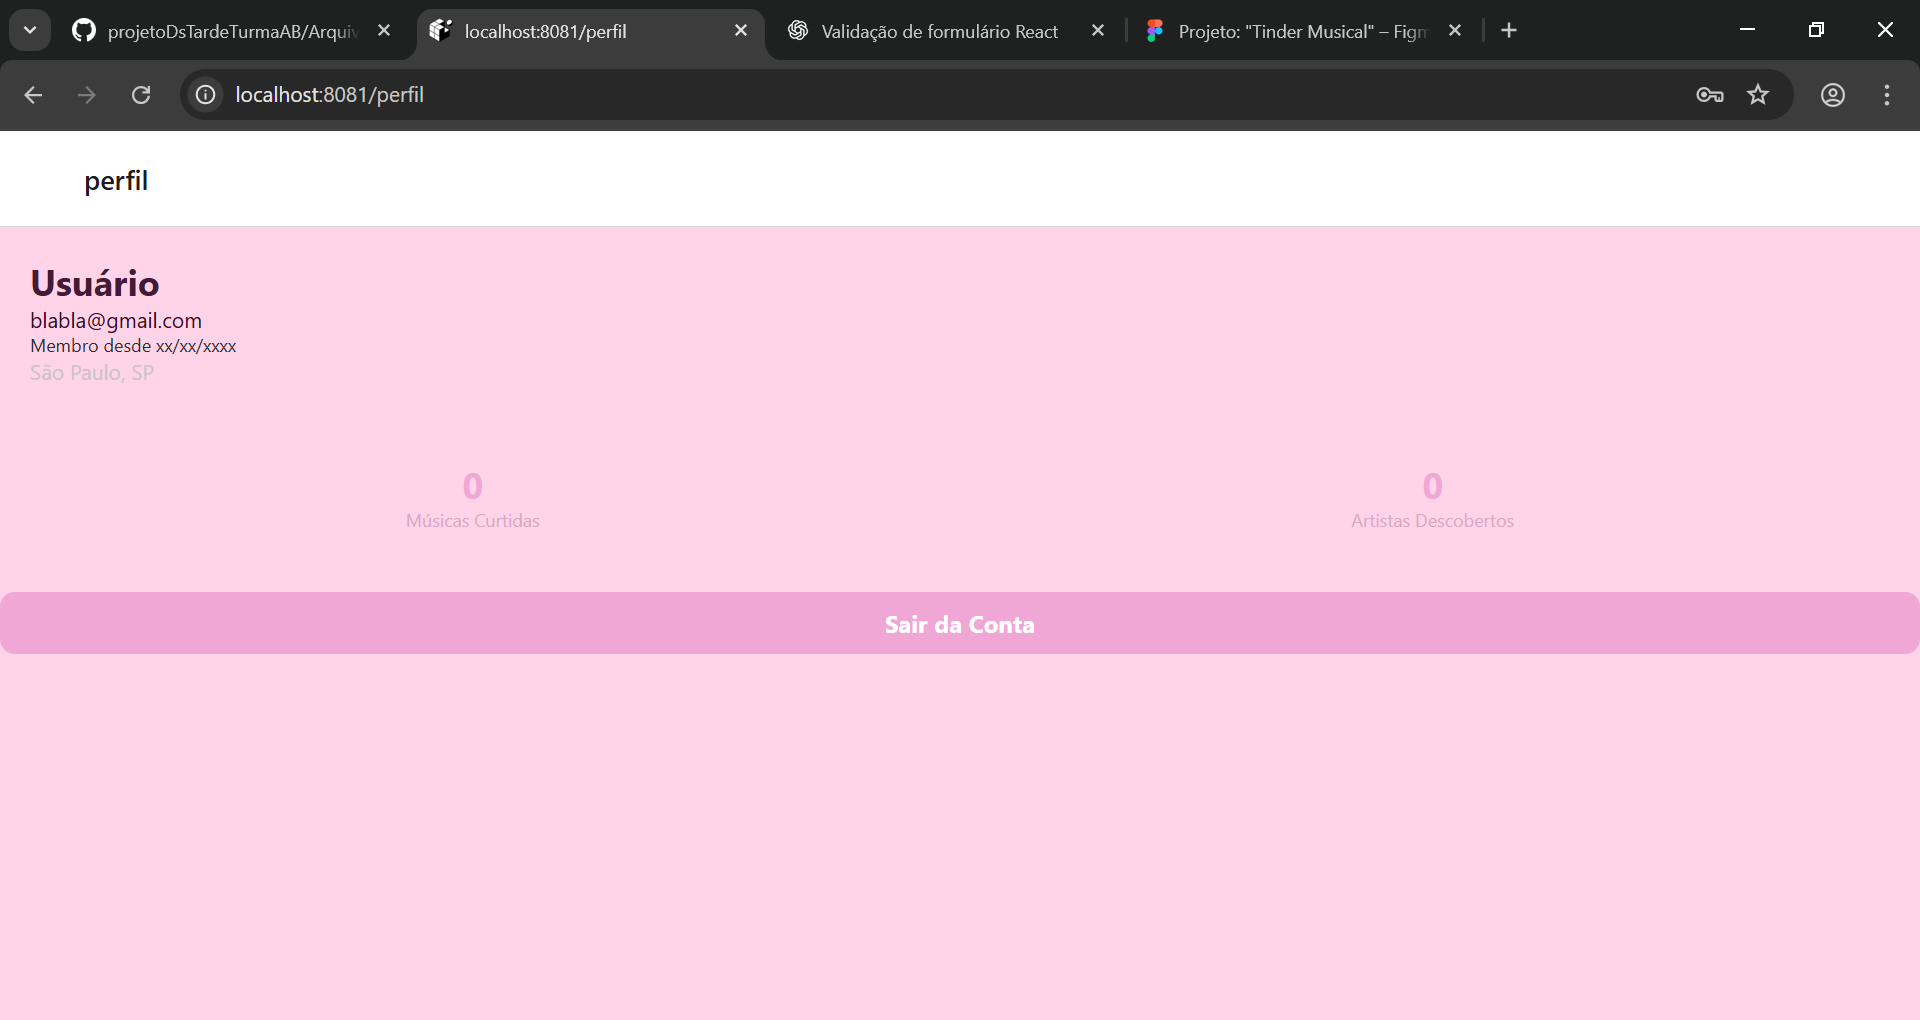 projetoDsTardeTurmaAB/Arquiv
localhost:8081/perfil
Validação de formulário React
Projeto: "Tinder Musical" – Figm
localhost:8081/perfil
perfil
Usuário
blabla@gmail.com
Membro desde xx/xx/xxxx
São Paulo, SP
0
Músicas Curtidas
0
Artistas Descobertos
Sair da Conta